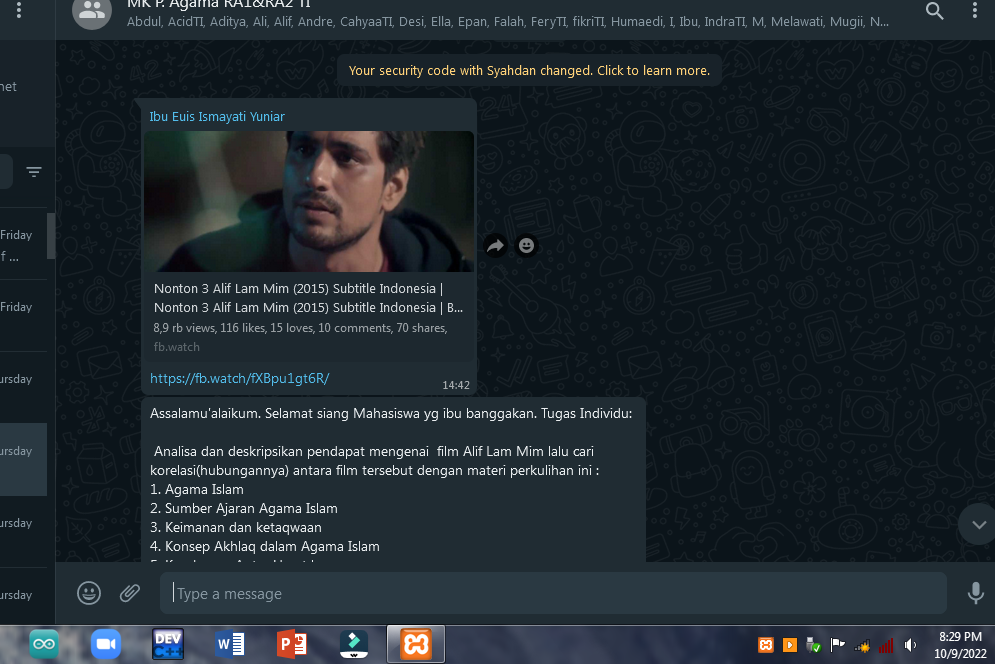 MK P. Agama RA1&RA2 TI
Abdul, AcidTI, Aditya, Ali, Alif, Andre, CahyaaTI, Desi, Ella, Epan, Falah, FeryTI, fikriTI, Humaedi, I, Ibu, IndraTI, M, Melawati, Mugii, N...
Your security code with Syahdan changed. Click to learn more.
net
Friday
f ...
Friday
ursday
ursday
ursday
ursday
Ibu Euis Ismayati Yuniar
Nonton 3 Alif Lam Mim (2015) Subtitle Indonesia |
Nonton 3 Alif Lam Mim (2015) Subtitle Indonesia | B...
8,9 rb views, 116 likes, 15 loves, 10 comments, 70 shares,
fb.watch
https://fb.watch/fXBpu1gt6R/
14:42
Assalamu'alaikum. Selamat siang Mahasiswa yg ibu banggakan. Tugas Individu:
Analisa dan deskripsikan pendapat mengenai film Alif Lam Mim lalu cari
korelasi(hubungannya) antara film tersebut dengan materi perkulihan ini :
1. Agama Islam
2. Sumber Ajaran Agama Islam
3. Keimanan dan ketaqwaan
4. Konsep Akhlaq dalam Agama Islam
Type a message
DEV
C++
8:29 PM
10/9/2022